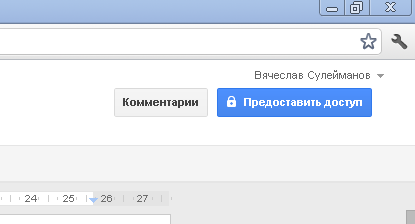 Вячеслав Сулейманов
Комментарии Предоставить доступ
24 25 26 27